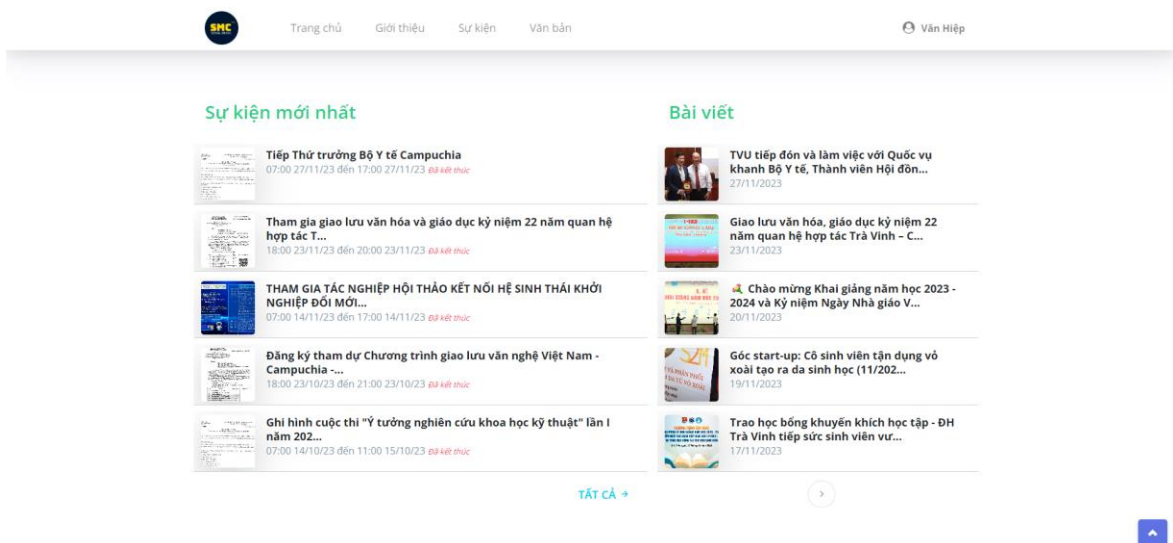 SMC
Trang chủ
Giới thiệu
Sự kiện
Văn bản
Văn Hiệp
Sự kiện mới nhất
Tiếp Thứ trưởng Bộ Y tế Campuchia
07:00 27/11/23 đến 17:00 27/11/23 Đã kết thúc
Tham gia giao lưu văn hóa và giáo dục kỷ niệm 22 năm quan hệ
hợp tác T...
18:00 23/11/23 đến 20:00 23/11/23 Đã kết thúc
THAM GIA TÁC NGHIỆP HỘI THẢO KẾT NỐI HỆ SINH THÁI KHỞI
NGHIỆP ĐỔI MỚI...
07:00 14/11/23 đến 17:00 14/11/23 Đã kết thúc
Đăng ký tham dự Chương trình giao lưu văn nghệ Việt Nam -
Campuchia -...
18:00 23/10/23 đến 21:00 23/10/23 Đã kết thúc
Ghi hình cuộc thi "Ý tưởng nghiên cứu khoa học kỹ thuật" lần I
năm 202...
07:00 14/10/23 đến 11:00 15/10/23 Đã kết thúc
TẤT CẢ →
Bài viết
TVU tiếp đón và làm việc với Quốc vụ
khanh Bộ Y tế, Thành viên Hội đồn...
27/11/2023
Giao lưu văn hóa, giáo dục kỷ niệm 22
năm quan hệ hợp tác Trà Vinh – C...
23/11/2023
Chào mừng Khai giảng năm học 2023 -
2024 và Kỷ niệm Ngày Nhà giáo V...
20/11/2023
Góc start-up: Cô sinh viên tận dụng vỏ
xoài tạo ra da sinh học (11/202...
19/11/2023
Trao học bổng khuyến khích học tập - ĐH
Trà Vinh tiếp sức sinh viên vư...
17/11/2023